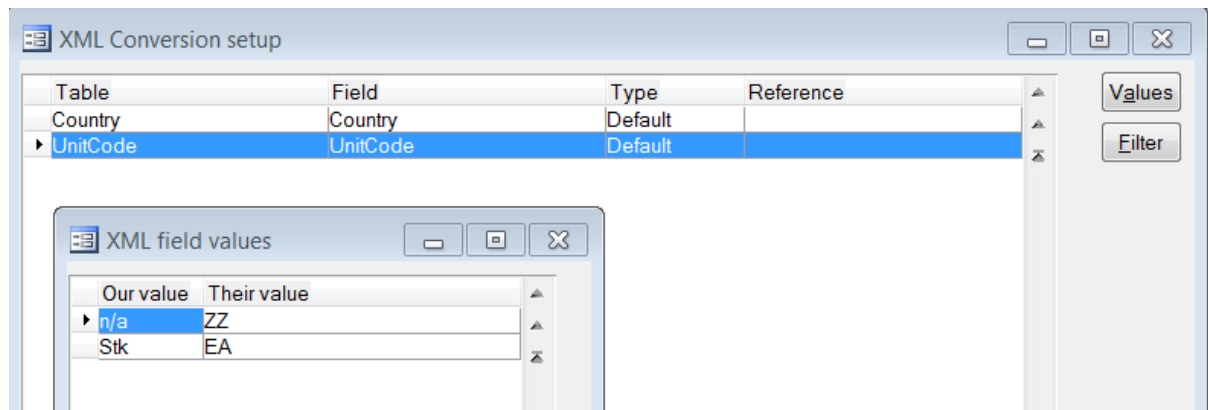 XML Conversion setup
Table Field Type Reference
Values
Country Country Default
UnitCode UnitCode Default
Filter
XML field values
Our value Their value
n/a ZZ
Stk EA